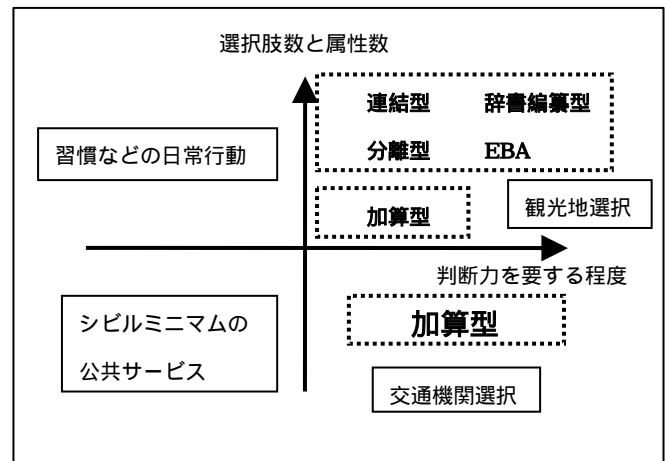 選択肢数と属性数
連結型 辞書編纂型
分離型 EBA
習慣などの日常行動
加算型
観光地選択
判断力を要する程度
シビルミニマムの
公共サービス
加算型
交通機関選択